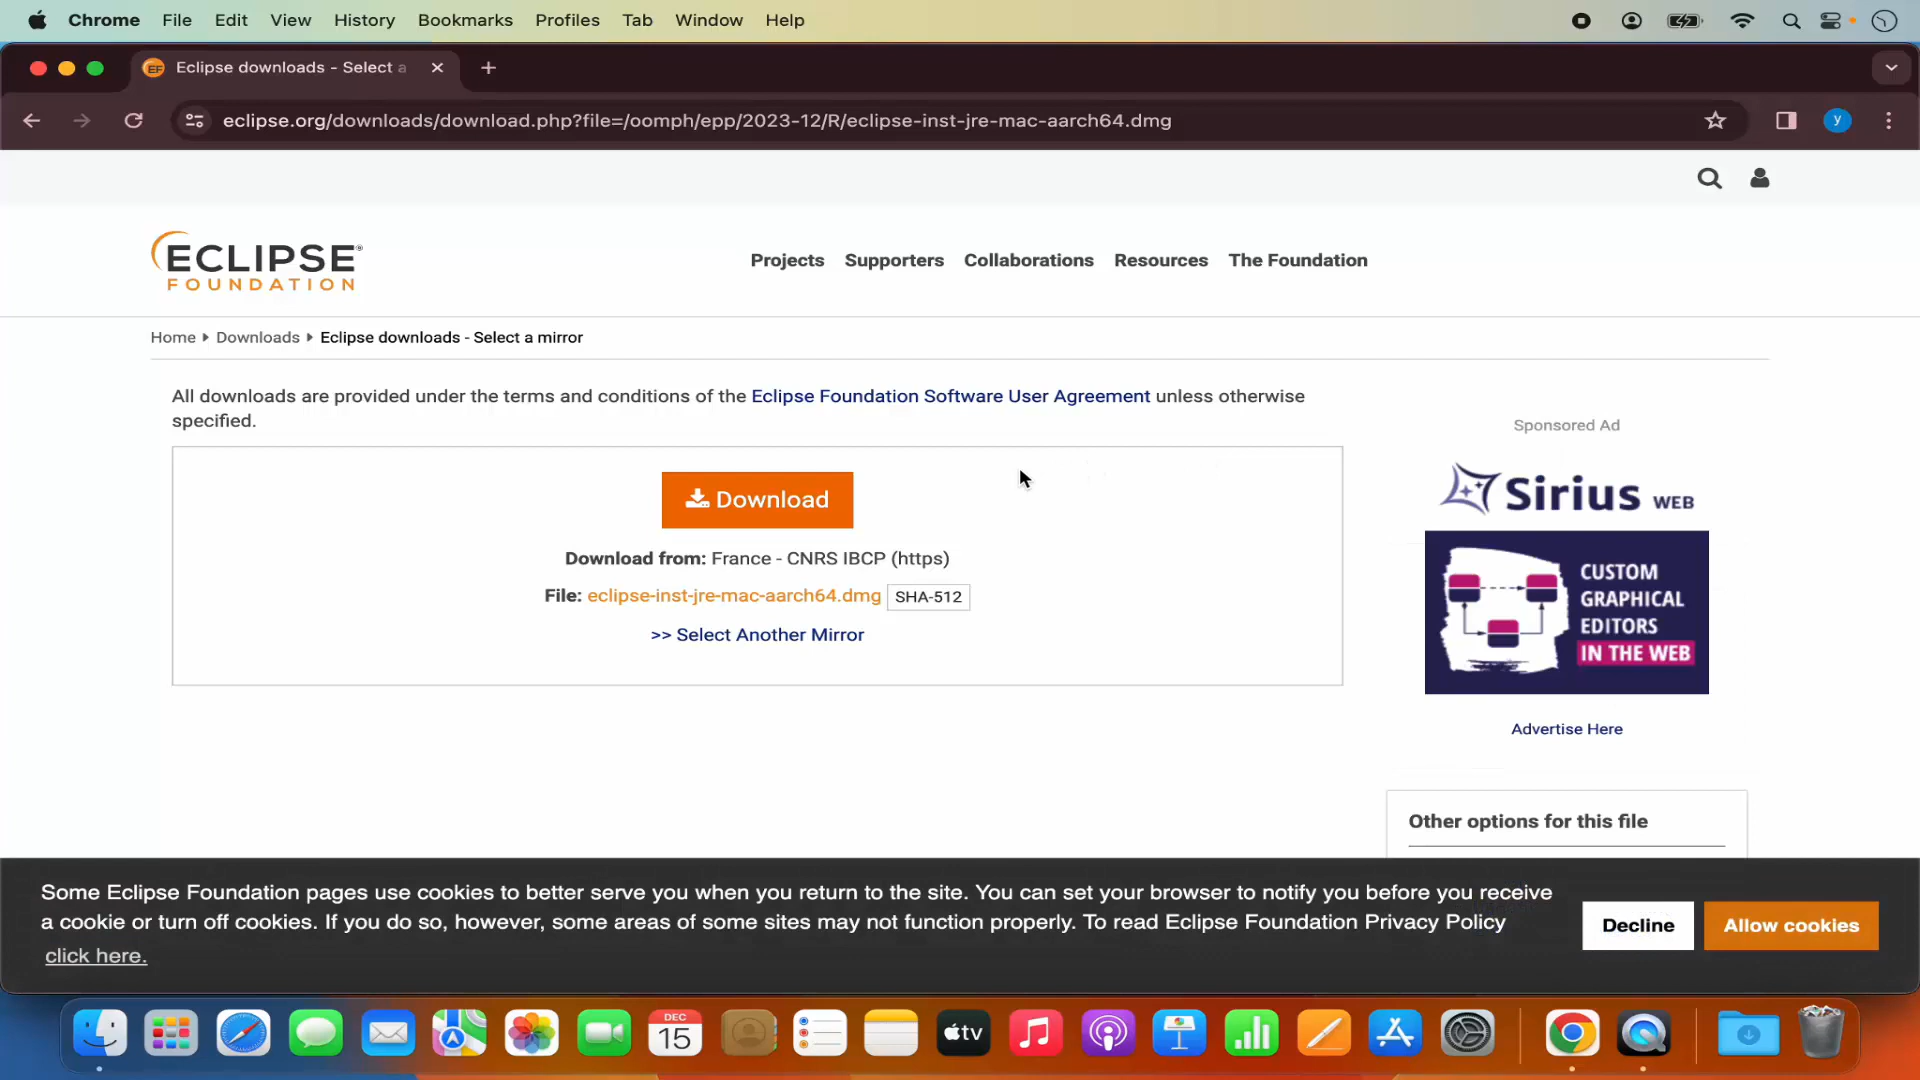 Chrome File Edit View History Bookmarks Profiles Tab Window Help
EF Eclipse downloads - Select a
eclipse.org/downloads/download.php?file=/oomph/epp/2023-12/R/eclipse-inst-jre-mac-aarch64.dmg
y
ECLIPSE®
FOUNDATION
Projects Supporters Collaborations Resources The Foundation
Home Downloads Eclipse downloads - Select a mirror
All downloads are provided under the terms and conditions of the Eclipse Foundation Software User Agreement unless otherwise
specified.
Download
Download from: France - CNRS IBCP (https)
File: eclipse-inst-jre-mac-aarch64.dmg SHA-512
>> Select Another Mirror
Sponsored Ad
Sirius WEB
CUSTOM
GRAPHICAL
EDITORS
IN THE WEB
Advertise Here
Other options for this file
Some Eclipse Foundation pages use cookies to better serve you when you return to the site. You can set your browser to notify you before you receive
a cookie or turn off cookies. If you do so, however, some areas of some sites may not function properly. To read Eclipse Foundation Privacy Policy
click here.
Decline Allow cookies
DEC
15
tv